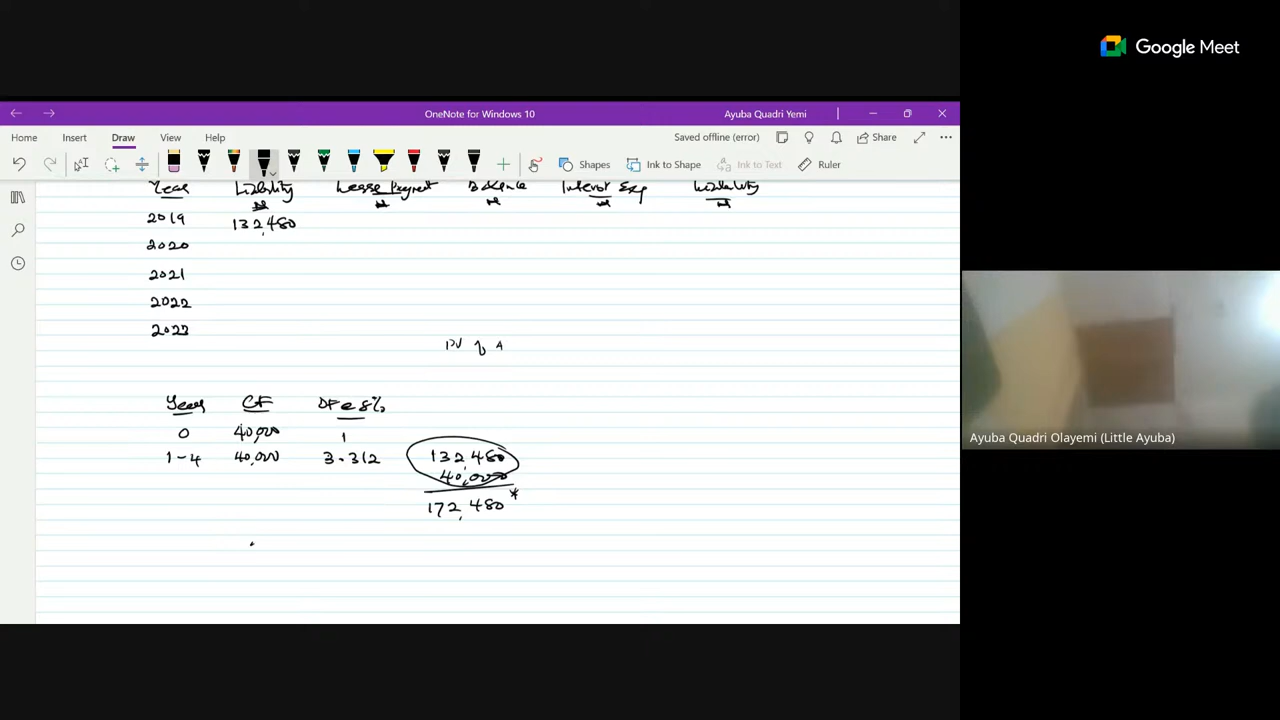 Google Meet
OneNote for Windows 10
Ayuba Quadri Yemi
Home Insert Draw View Help
Saved offline (error)
Share
Shapes
Ink to Shape
Ink to Text
Ruler
Year Liability Lease Payment Balance Interest Exp Liability
N N N N N
2019 132,480
2020
2021
2022
2023
PV of A
Years CF DF @ 8%
0 40,000 1
1-4 40,000 3.312 132,480
40,000
172,480*
Ayuba Quadri Olayemi (Little Ayuba)